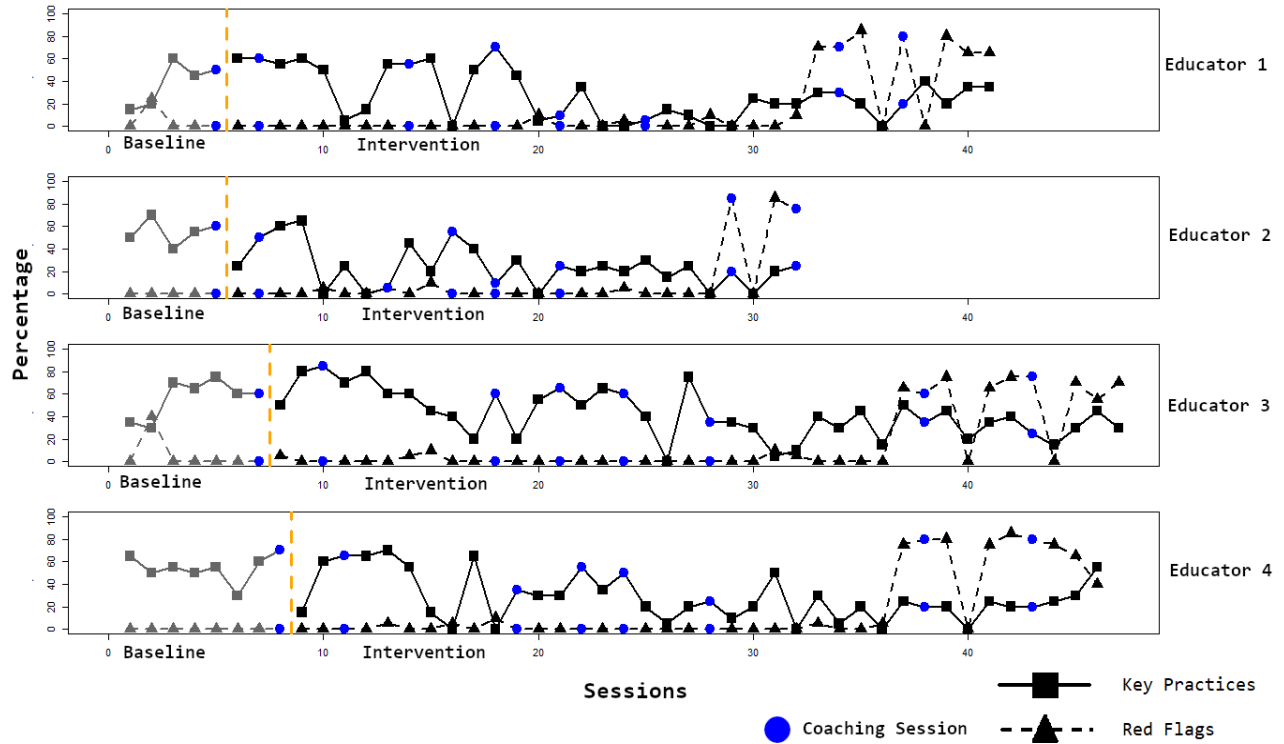 0 20 40 60 80 100
Educator 1
Baseline Intervention
0 10 20 30 40
0 20 40 60 80 100
Educator 2
Baseline Intervention
0 10 20 30 40
Percentage
0 20 40 60 80 100
Educator 3
Baseline Intervention
0 10 20 30 40
0 20 40 60 80 100
Educator 4
Baseline Intervention
0 10 20 30 40
Sessions
Key Practices
Coaching Session Red Flags